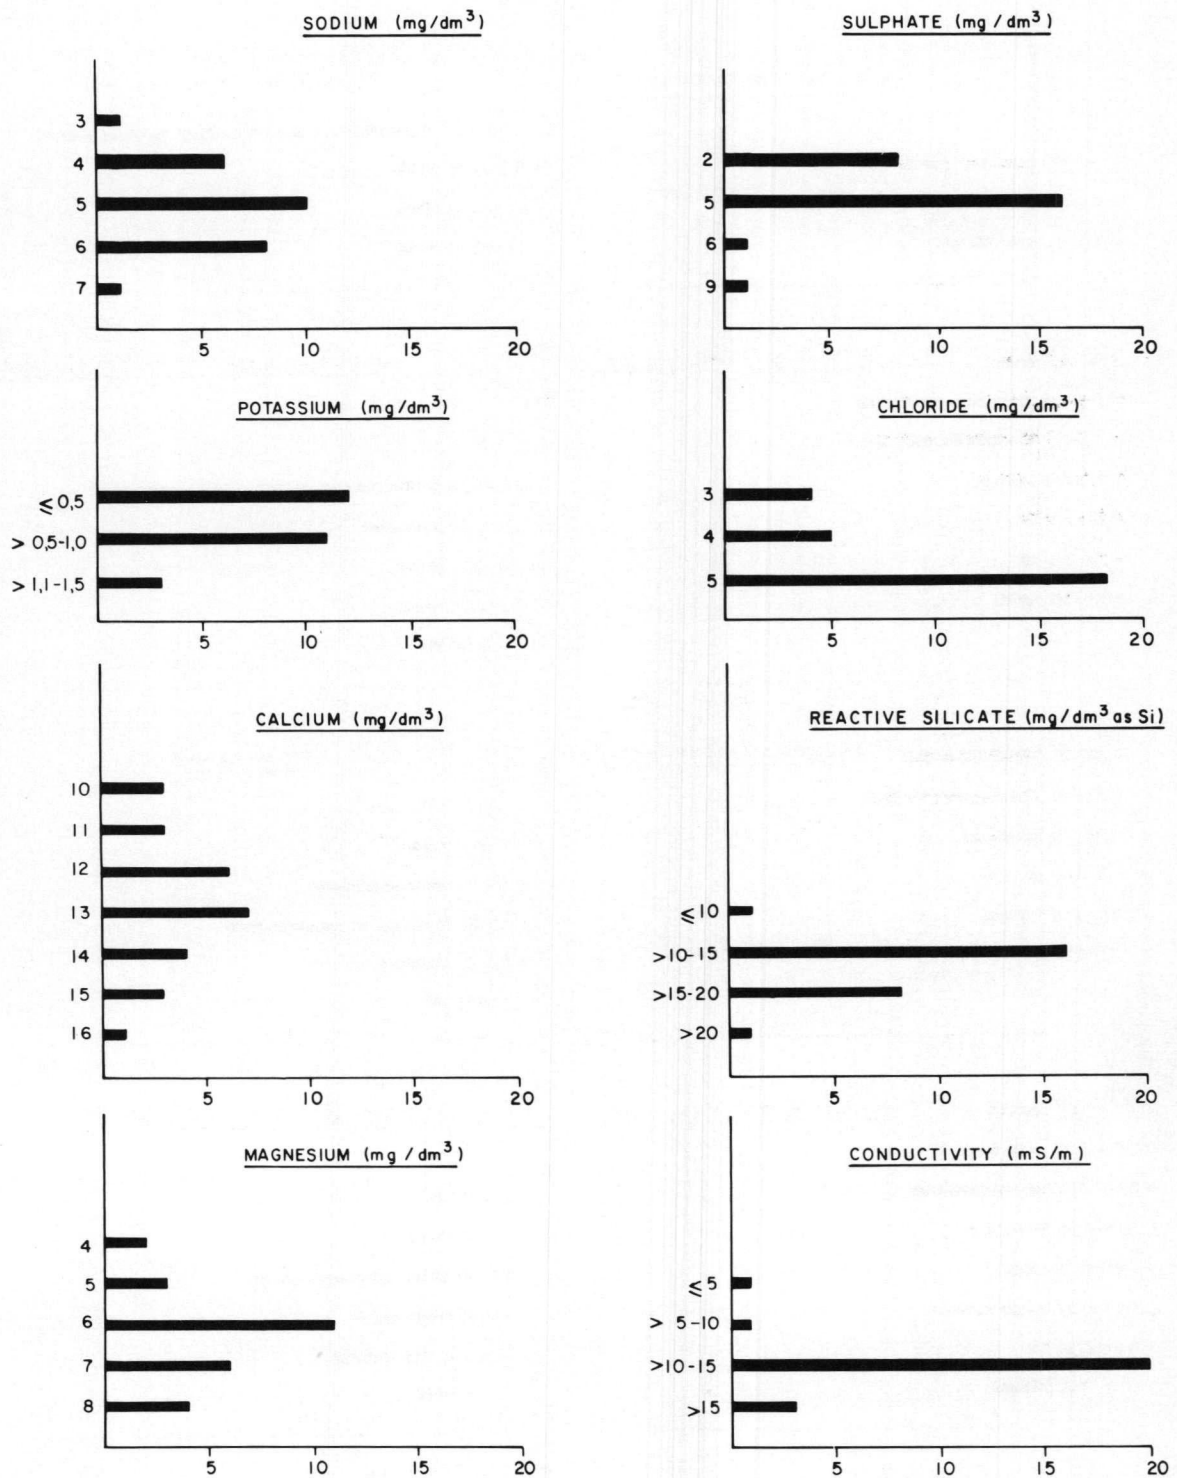 SODIUM (mg/dm³)
3
4
5
6
7
5 10 15 20
POTASSIUM (mg/dm³)
⩽ 0,5
> 0,5-1,0
> 1,1-1,5
5 10 15 20
CALCIUM (mg/dm³)
10
11
12
13
14
15
16
5 10 15 20
MAGNESIUM (mg / dm³)
4
5
6
7
8
5 10 15 20
SULPHATE (mg / dm³)
2
5
6
9
5 10 15 20
CHLORIDE (mg/dm³)
3
4
5
5 10 15 20
REACTIVE SILICATE (mg/dm³ as Si)
⩽ 10
>10-15
>15-20
>20
5 10 15 20
CONDUCTIVITY (mS/m)
⩽ 5
> 5-10
>10-15
>15
5 10 15 20